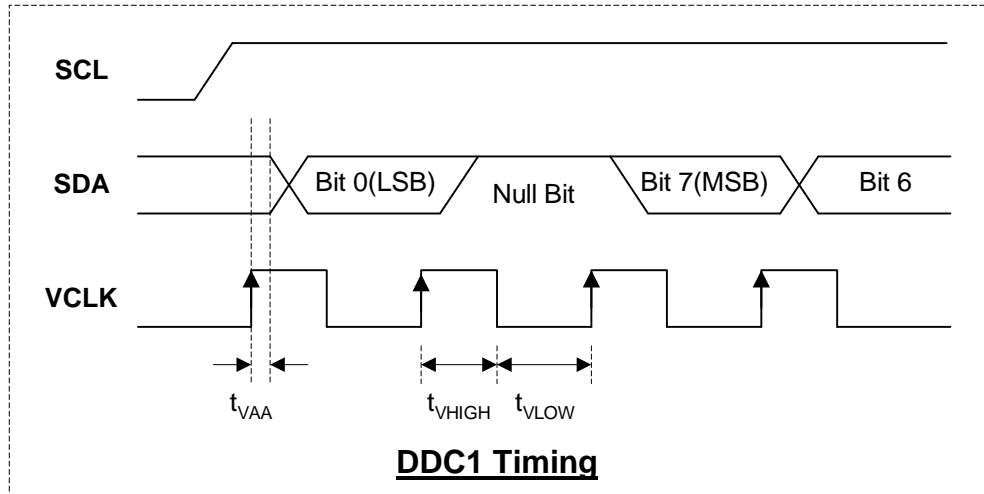 SCL
SDA
Bit 0(LSB)
Null Bit
Bit 7(MSB)
Bit 6
VCLK
tVAA
tVHIGH
tVLOW
DDC1 Timing